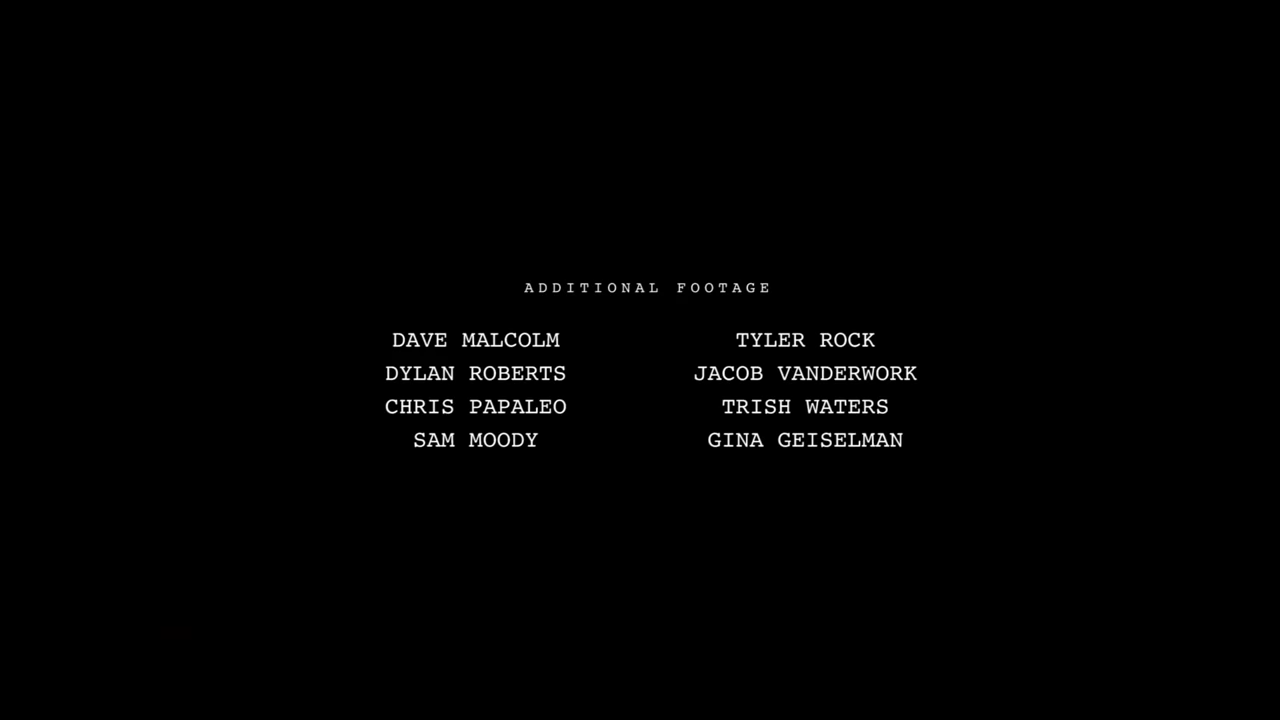 ADDITIONAL FOOTAGE
DAVE MALCOLM
DYLAN ROBERTS
CHRIS PAPALEO
SAM MOODY
TYLER ROCK
JACOB VANDERWORK
TRISH WATERS
GINA GEISELMAN